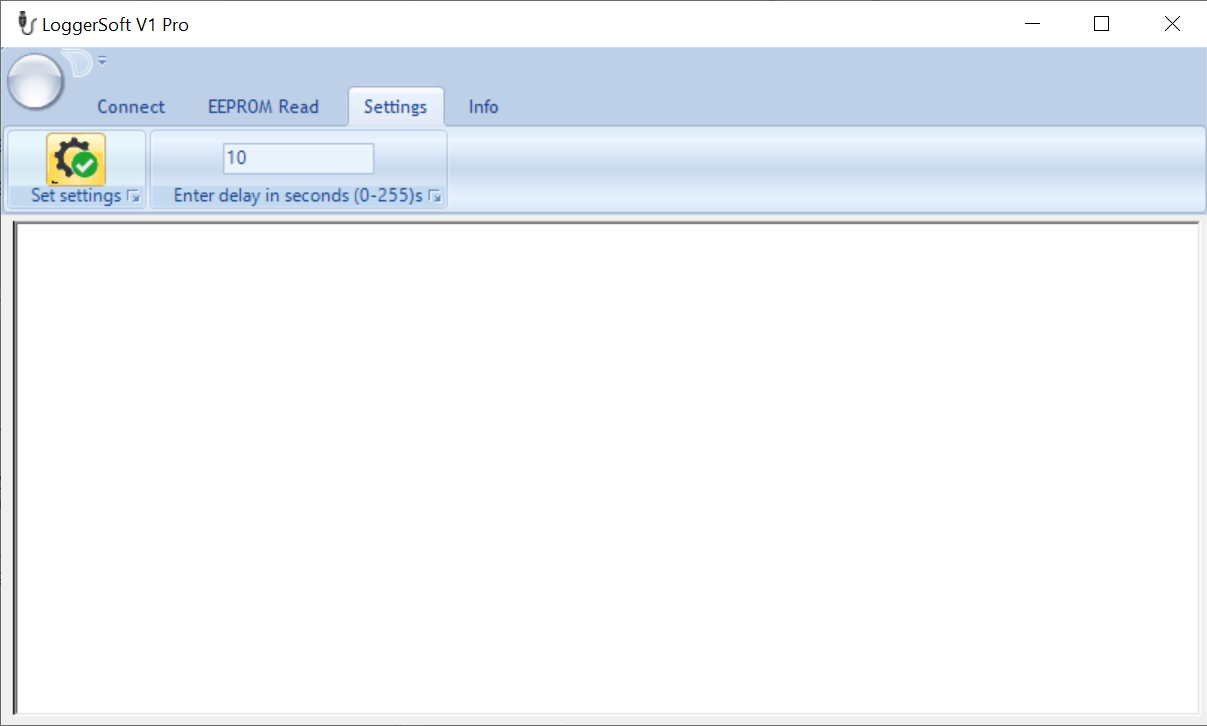 LoggerSoft V1 Pro
Connect EEPROM Read Settings Info
10
Set settings Enter delay in seconds (0-255)s